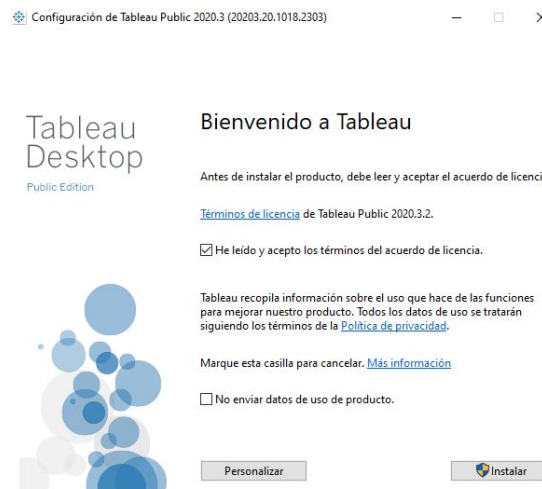 Configuración de Tableau Public 2020.3 (20203.20.1018.2303)
Tableau
Desktop
Public Edition
Bienvenido a Tableau
Antes de instalar el producto, debe leer y aceptar el acuerdo de licenci
Términos de licencia de Tableau Public 2020.3.2.
He leído y acepto los términos del acuerdo de licencia.
Tableau recopila información sobre el uso que hace de las funciones
para mejorar nuestro producto. Todos los datos de uso se tratarán
siguiendo los términos de la Política de privacidad.
Marque esta casilla para cancelar. Más información
No enviar datos de uso de producto.
Personalizar
Instalar